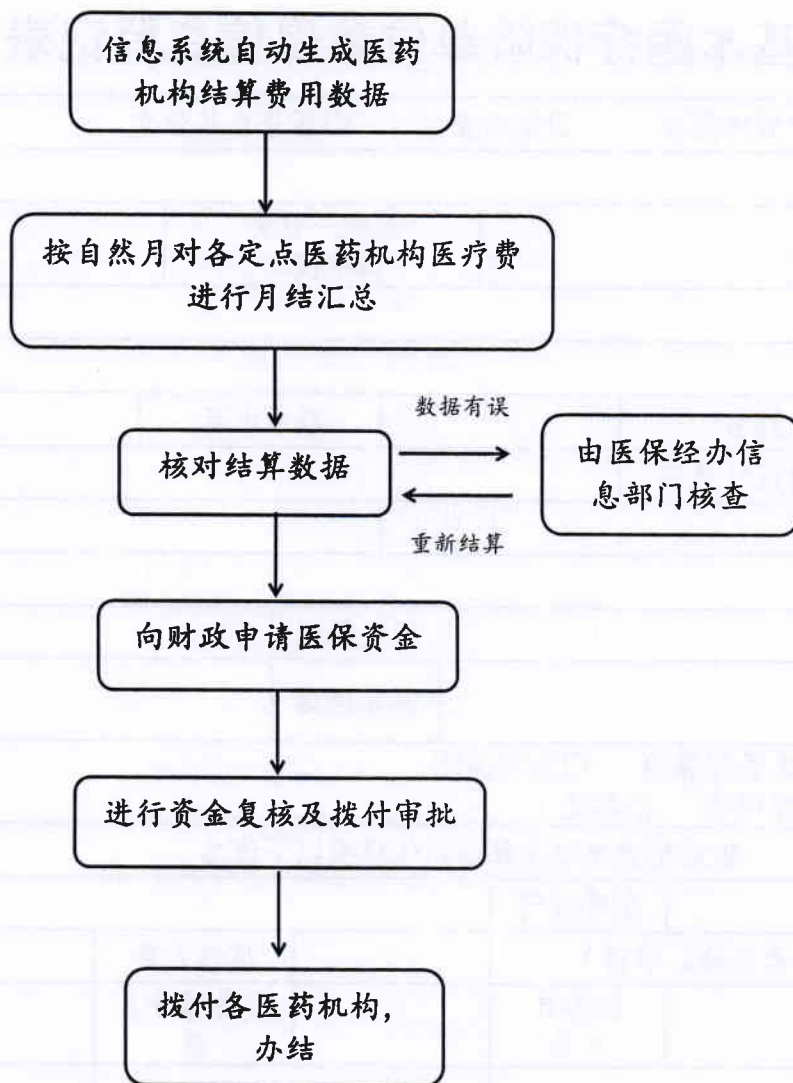 信息系统自动生成医药
机构结算费用数据
按自然月对各定点医药机构医疗费
进行月结汇总
数据有误
核对结算数据
由医保经办信
息部门核查
重新结算
向财政申请医保资金
进行资金复核及拨付审批
拨付各医药机构，
办结